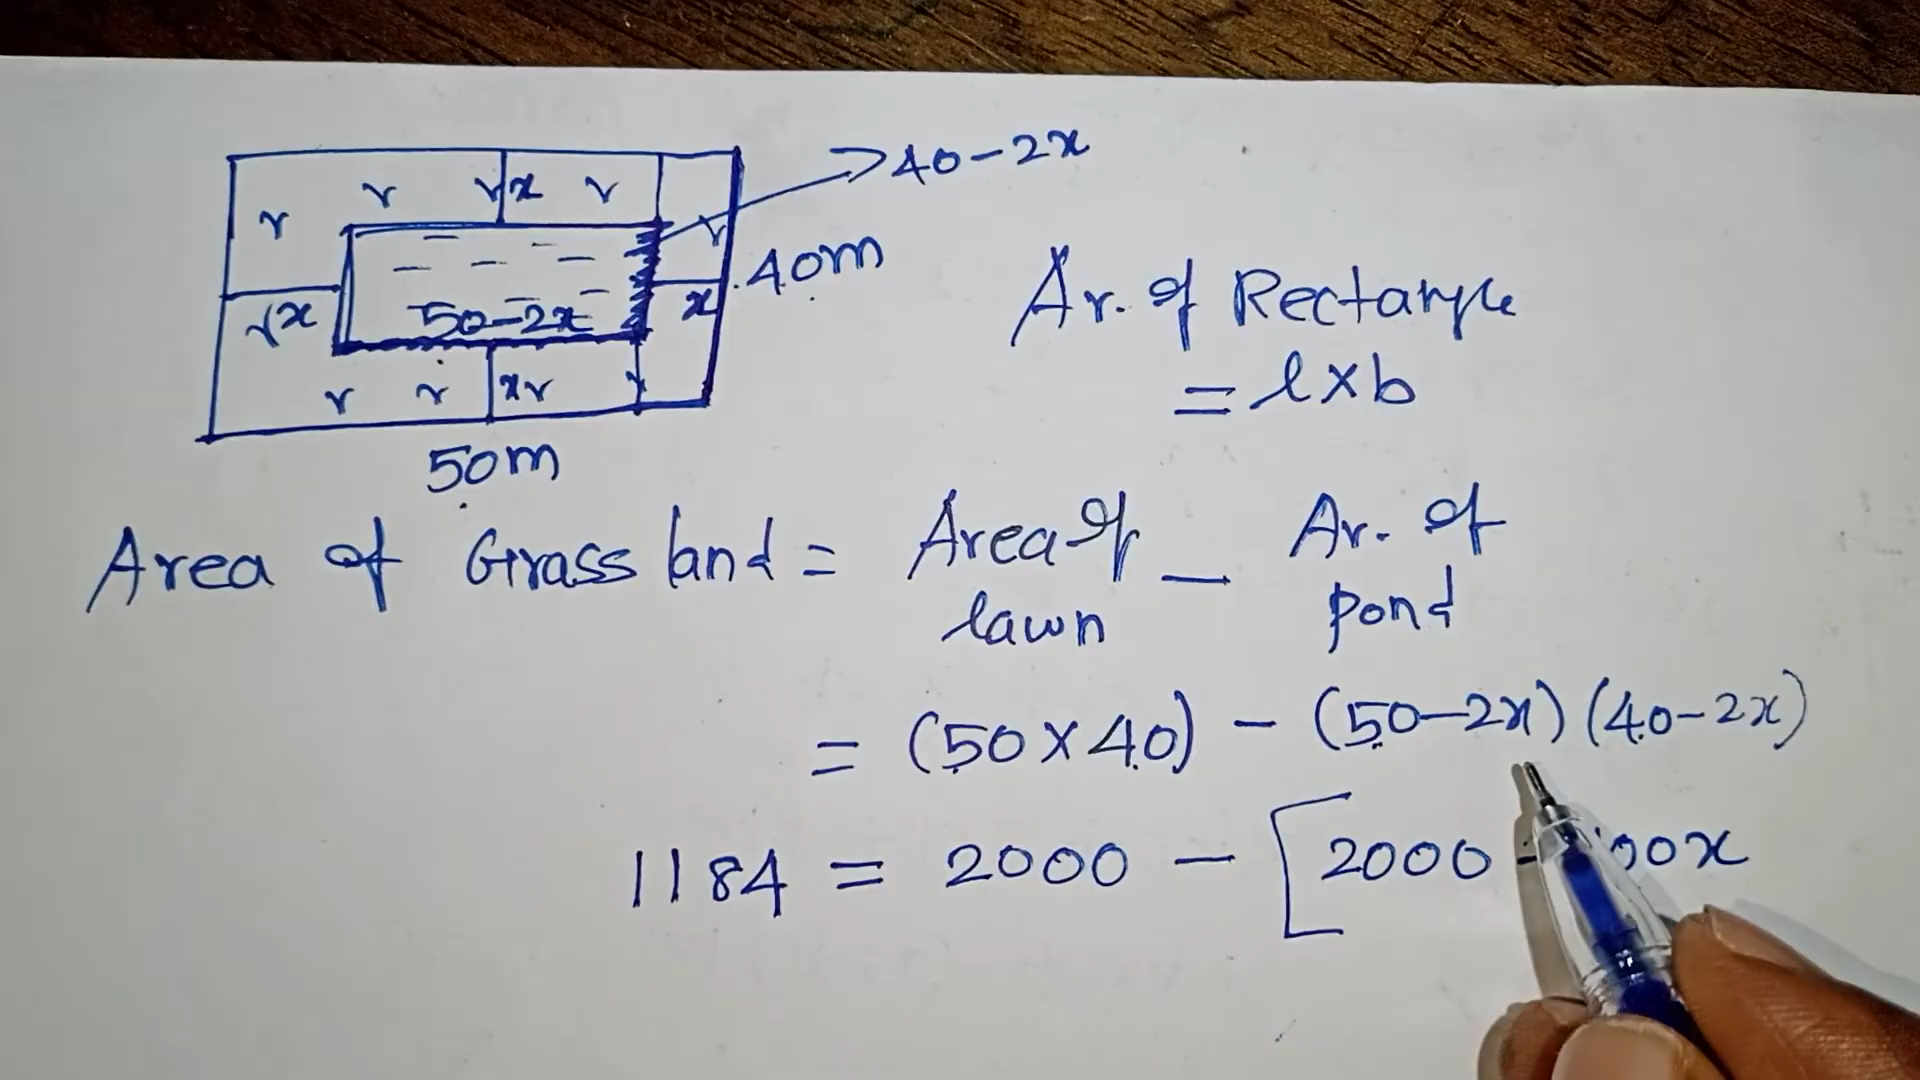 40-2x
x
40m
x
√x
50-2x
x
50m
Ar. of Rectangle
= l×b
Area of Grass land = Area of lawn - Ar. of pond
= (50×40) - (50-2x)(40-2x)
1184 = 2000 - [2000 - 00x